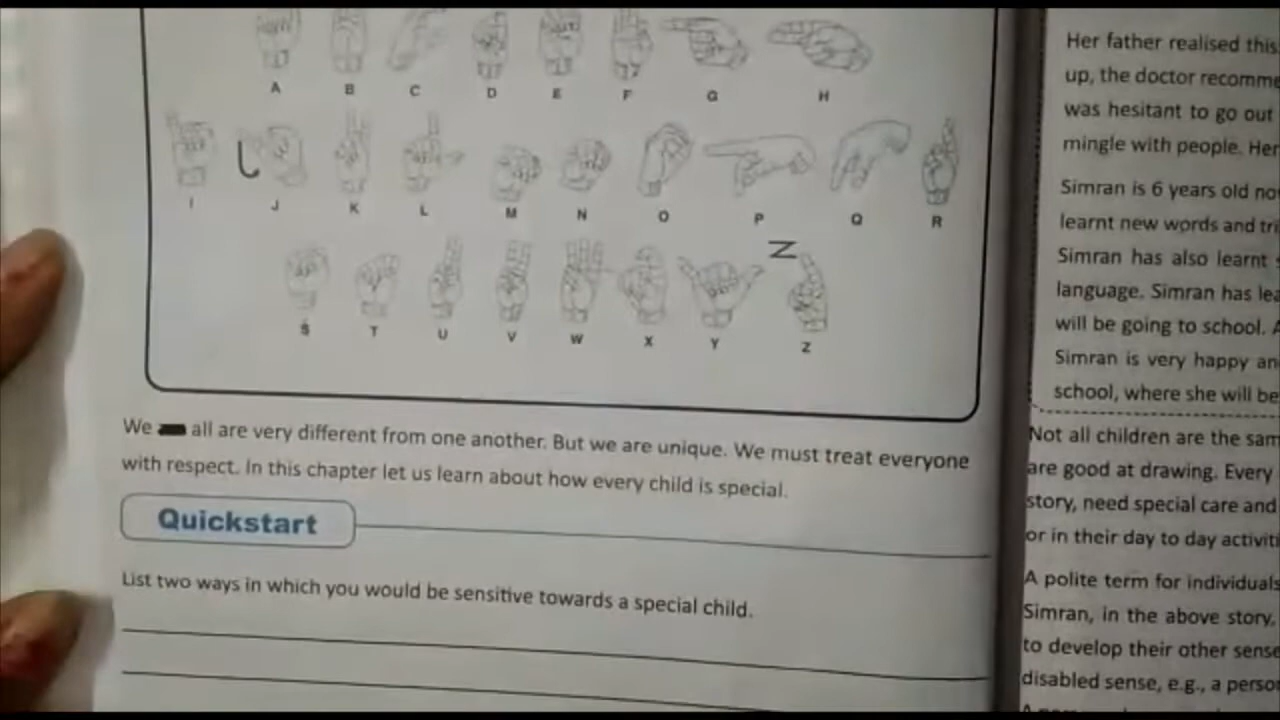 A B C D E F G H
I J K L M N O P Q R
Z
S T U V W X Y Z
We all are very different from one another. But we are unique. We must treat everyone
with respect. In this chapter let us learn about how every child is special.
Quickstart
List two ways in which you would be sensitive towards a special child.
Her father realised this
up, the doctor recomme
was hesitant to go out
mingle with people. Her
Simran is 6 years old no
learnt new words and tri
Simran has also learnt
language. Simran has lea
will be going to school.
Simran is very happy an
school, where she will be
Not all children are the sam
are good at drawing. Every
story, need special care and
or in their day to day activiti
A polite term for individuals
Simran, in the above story,
to develop their other sense
disabled sense, e.g., a perso